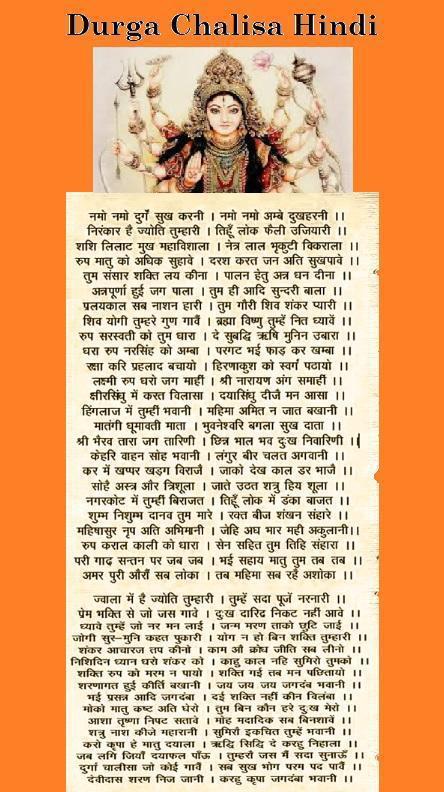 Durga Chalisa Hindi
नमो नमो दुर्गे सुख करनी । नमो नमो अम्बे दुखहरनी ।।
निरंकार है ज्योति तुम्हारी । तिहूँ लोक फैली उजियारी ।।
शशि लिलाट मुख महाविशाला । नेत्र लाल भृकुटी विकराला ।।
रुप मातु को अधिक सुहावे । दरश करत जन अति सुखपावे ।।
तुम संसार शक्ति लय कीना । पालन हेतु अन्न धन दीना ।।
अन्नपूर्णा हुई जग पाला । तुम ही आदि सुन्दरी बाला ।।
प्रलयकाल सब नाशन हारी । तुम गौरी शिव शंकर प्यारी ।।
शिव योगी तुम्हरे गुण गावैं । ब्रह्मा विष्णु तुम्हें नित ध्यावें ।।
रुप सरस्वती को तुम धारा । दे सुबद्धि ऋषि मुनिन उबारा ।।
धरा रुप नरसिंह को अम्बा । परगट भई फाड़ कर खम्बा ।।
रक्षा करि प्रहलाद बचायो । हिरणाकुश को स्वर्ग पठायो ।।
लक्ष्मी रुप धरो जग माहीं । श्री नारायण अंग समाहीं ।।
क्षीरसिंधु में करत विलासा । दयासिंधु दीजै मन आसा ।।
हिंगलाज में तुम्हीं भवानी । महिमा अमित न जात बखानी ।।
मातंगी धूमावती माता । भुवनेश्वरि बगला सुख दाता ।।
श्री भैरव तारा जग तारिणी । छिन्न भाल भव दुःख निवारिणी ।।
केहरि वाहन सोह भवानी । लंगुर बीर चलत अगवानी ।।
कर में खप्पर खड़ग विराजै । जाको देख काल डर भाजै ।।
सोहै अस्त्र और त्रिशूला । जाते उठत शत्रु हिय शूला ।।
नगरकोट में तुम्हीं बिराजत । तिहूँ लोक में डंका बाजत ।।
शुम्भ निशुम्भ दानव तुम मारे । रक्त बीज शंखन संहारे ।।
महिषासुर नृप अति अभिमानी । जेहि अघ भार मही अकुलानी।।
रुप कराल काली को धारा । सेन सहित तुम तिहि संहारा ।।
परी गाढ़ सन्तन पर जब जब । भई सहाय मातु तुम तब तब ।।
अमर पुरी औरौं सब लोका । तब महिमा सब रहें अशोका ।।
ज्वाला में है ज्योति तुम्हारी । तुम्हें सदा पूजें नरनारी ।।
प्रेम भक्ति से जो जस गावे । दुःख दारिद्र निकट नहीं आवे ।।
ध्यावे तुम्हें जो नर मन लाई । जन्म मरण ताको छुटि जाई ।।
जोगी सुर-मुनि कहत पुकारी । योग न हो बिन शक्ति तुम्हारी ।।
शंकर आचारज तप कीनो । काम औ क्रोध जीति सब लीनो ।।
निशिदिन ध्यान धरो शंकर को । काहु काल नहि सुमिरो तुमको ।।
शक्ति रुप को मरम न पायो । शक्ति गई तब मन पछितायो ।।
शरणागत हुई कीर्ति बखानी । जय जय जय जगदंब भवानी ।।
भई प्रसन्न आदि जगदंबा । दई शक्ति नहीं कीन विलंबा ।।
मोको मातु कष्ट अति घेरो । तुम बिन कौन हरे दुःख मेरो ।।
आशा तृष्णा निपट सतावे । मोह मदादिक सब बिनशावें ।।
शत्रु नाश कीजे महारानी । सुमिरौं इकचित तुम्हें भवानी ।।
करो कृपा हे मातु दयाला । ऋद्धि सिद्धि दे करहु निहाला ।।
जब लगि जियौं दयाफल पाँऊ । तुम्हरौ जस मैं सदा सुनाऊँ ।।
दुर्गा चालीसा जो कोई गावैं । सब सुख भोग परम पद पावैं ।।
देवीदास शरण निज जानी । करहु कृपा जगदंबा भवानी ।।